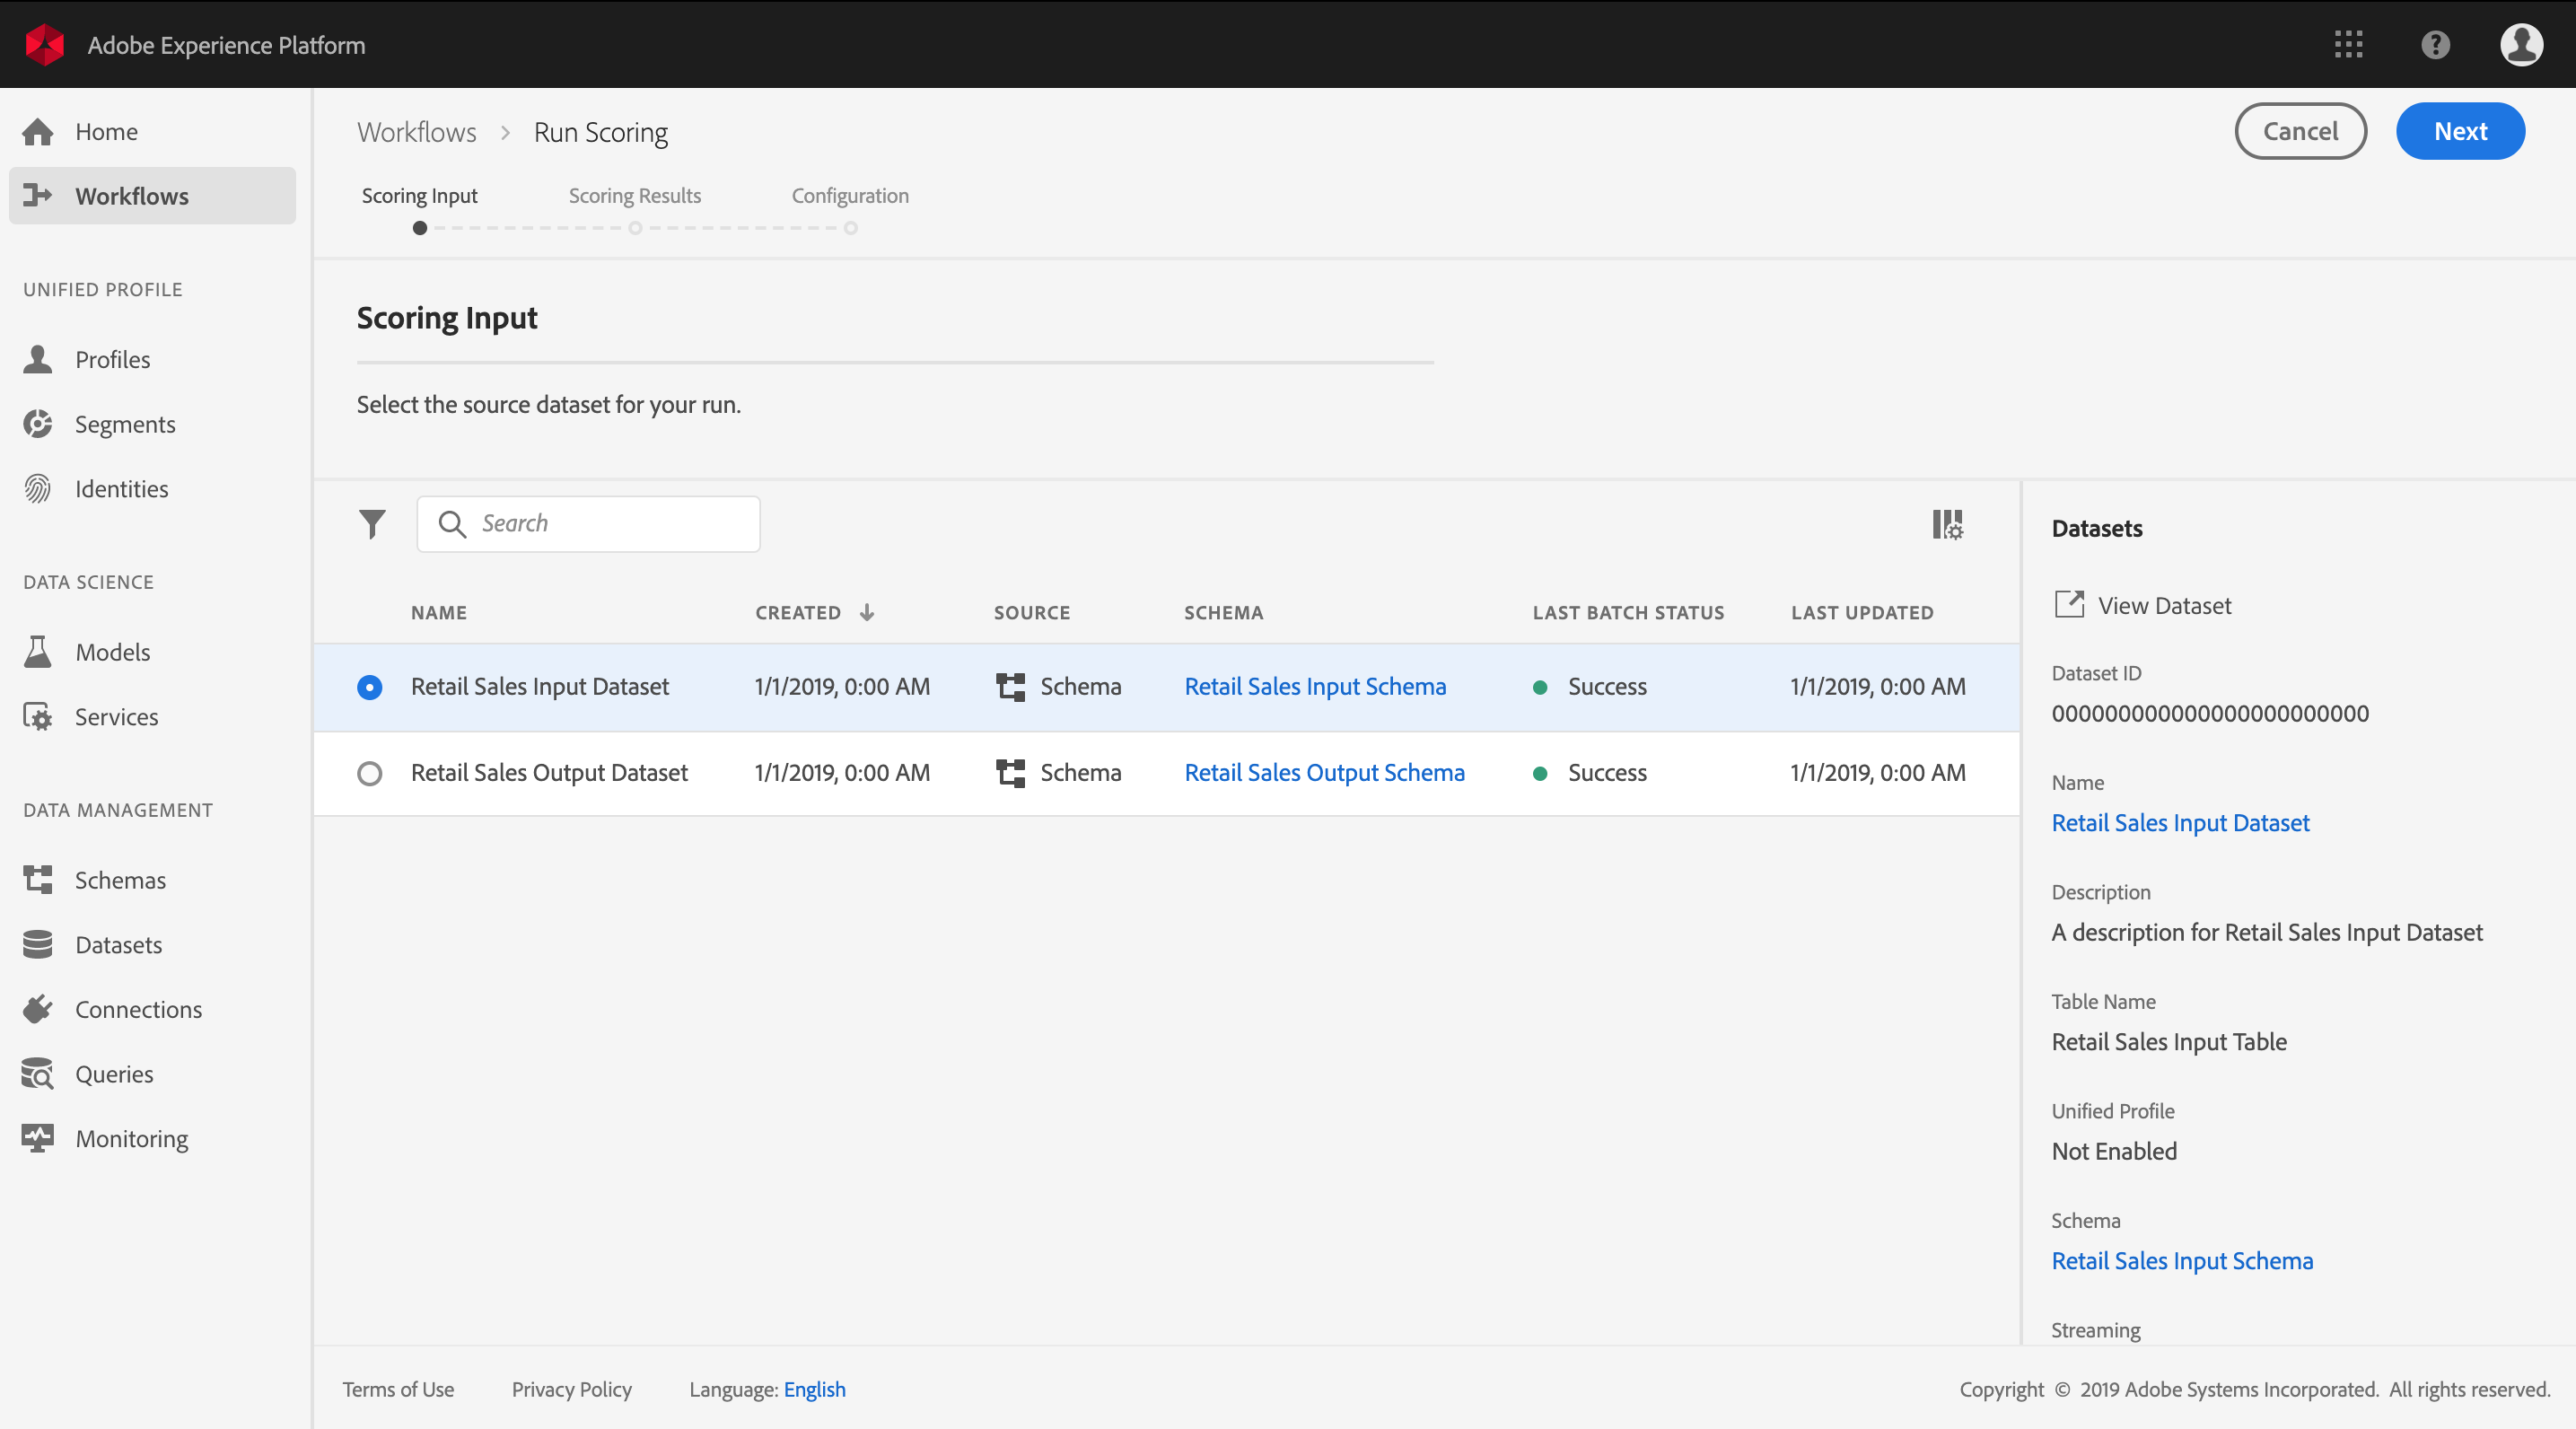 Adobe Experience Platform
Home
Workflows
UNIFIED PROFILE
Profiles
Segments
Identities
DATA SCIENCE
Models
Services
DATA MANAGEMENT
Schemas
Datasets
Connections
Queries
Monitoring
Workflows > Run Scoring
Cancel Next
Scoring Input Scoring Results Configuration
Scoring Input
Select the source dataset for your run.
Search
NAME CREATED SOURCE SCHEMA LAST BATCH STATUS LAST UPDATED
Retail Sales Input Dataset 1/1/2019, 0:00 AM Schema Retail Sales Input Schema Success 1/1/2019, 0:00 AM
Retail Sales Output Dataset 1/1/2019, 0:00 AM Schema Retail Sales Output Schema Success 1/1/2019, 0:00 AM
Datasets
View Dataset
Dataset ID
000000000000000000000000
Name
Retail Sales Input Dataset
Description
A description for Retail Sales Input Dataset
Table Name
Retail Sales Input Table
Unified Profile
Not Enabled
Schema
Retail Sales Input Schema
Streaming
Terms of Use Privacy Policy Language: English
Copyright © 2019 Adobe Systems Incorporated. All rights reserved.